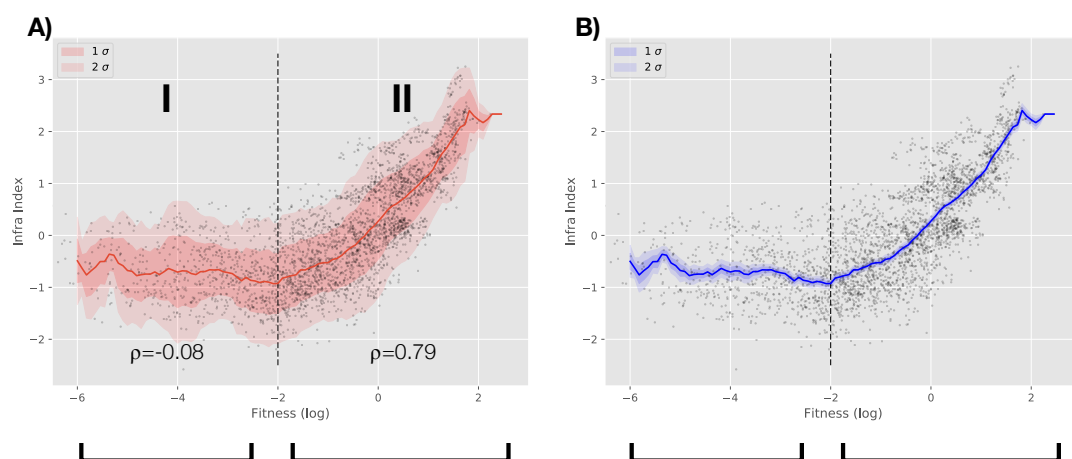 A)
1 σ
2 σ
I
II
3
2
1
0
−1
−2
Infra Index
ρ=-0.08
ρ=0.79
−6
−4
−2
0
2
Fitness (log)
B)
1 σ
2 σ
3
2
1
0
−1
−2
Infra Index
−6
−4
−2
0
2
Fitness (log)